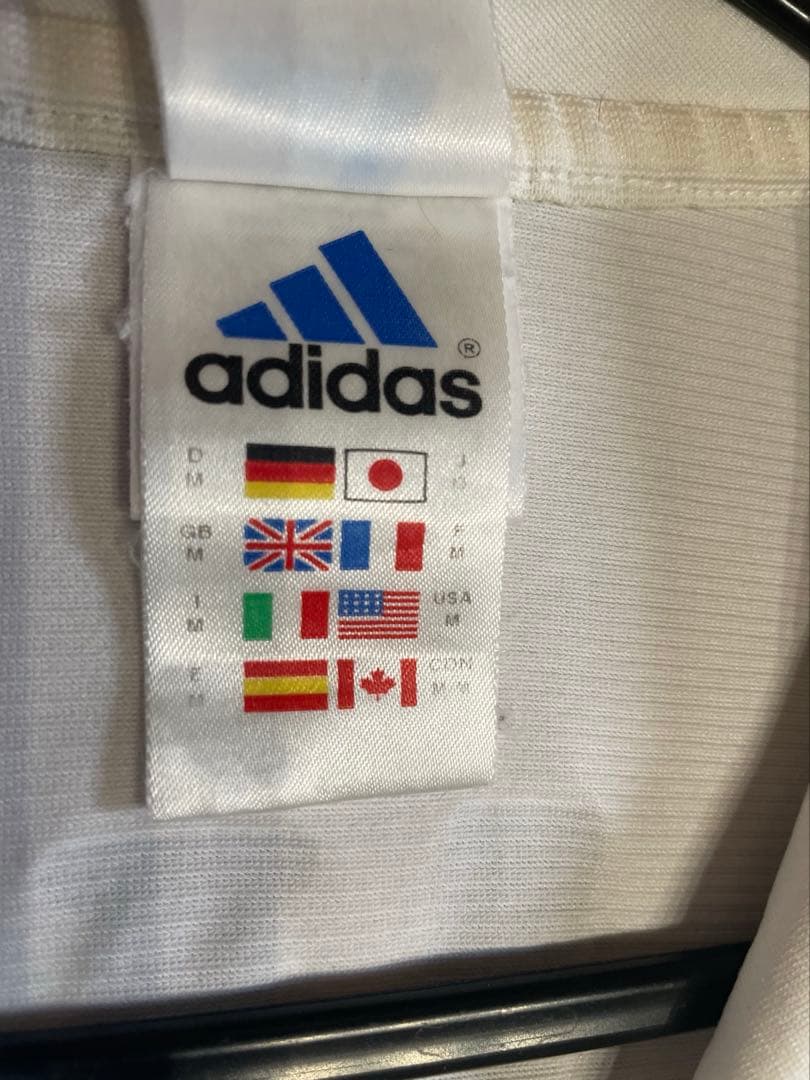 adidas ®
D J
M O
GB F
M M
I USA
M M
E CDN
M M/M